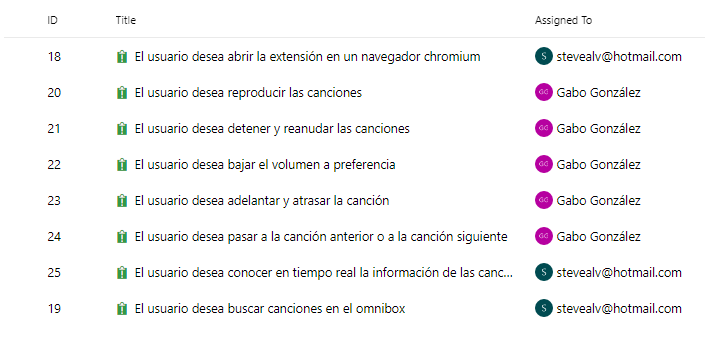 ID Title Assigned To
18 El usuario desea abrir la extensión en un navegador chromium S stevealv@hotmail.com
20 El usuario desea reproducir las canciones GG Gabo González
21 El usuario desea detener y reanudar las canciones GG Gabo González
22 El usuario desea bajar el volumen a preferencia GG Gabo González
23 El usuario desea adelantar y atrasar la canción GG Gabo González
24 El usuario desea pasar a la canción anterior o a la canción siguiente GG Gabo González
25 El usuario desea conocer en tiempo real la información de las canc... S stevealv@hotmail.com
19 El usuario desea buscar canciones en el omnibox S stevealv@hotmail.com